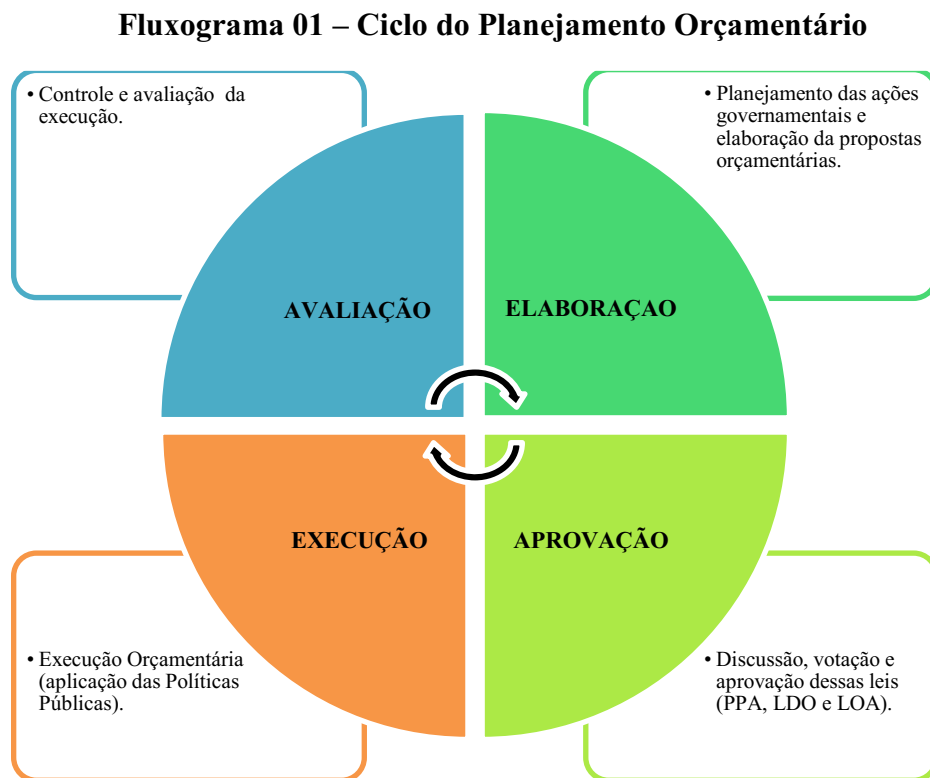 Fluxograma 01 – Ciclo do Planejamento Orçamentário
• Controle e avaliação da
execução.
• Planejamento das ações
governamentais e
elaboração da propostas
orçamentárias.
AVALIAÇÃO
ELABORAÇAO
EXECUÇÃO
APROVAÇÃO
• Execução Orçamentária
(aplicação das Políticas
Públicas).
• Discussão, votação e
aprovação dessas leis
(PPA, LDO e LOA).